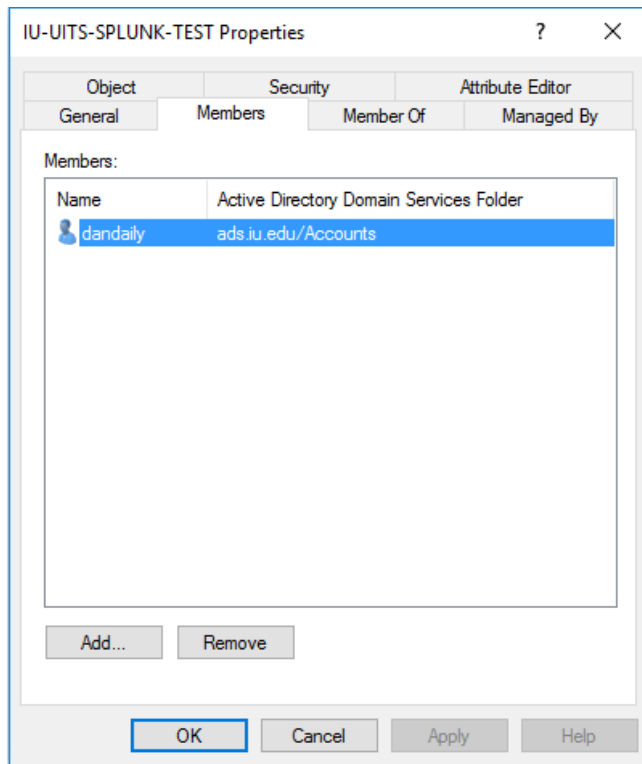 IU-UITS-SPLUNK-TEST Properties ?
Object Security Attribute Editor
General Members Member Of Managed By
Members:
Name Active Directory Domain Services Folder
dandaily ads.iu.edu/Accounts
Add... Remove
OK Cancel Apply Help